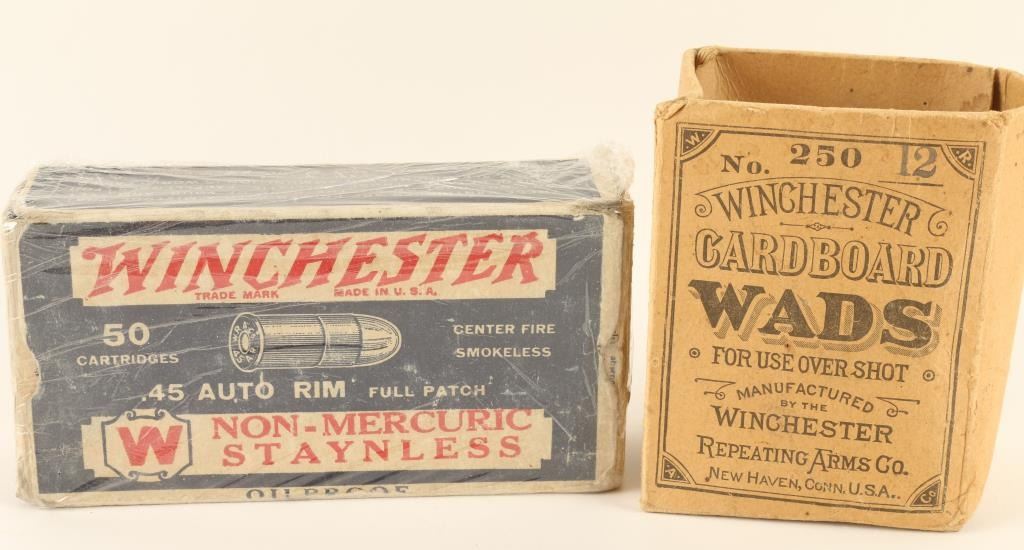 WINCHESTER
TRADE MARK MADE IN U.S.A.
50
CARTRIDGES
CENTER FIRE
SMOKELESS
.45 AUTO RIM FULL PATCH
W
NON-MERCURIC
STAYNLESS
OILPROOF
W. R.
No. 250 12
WINCHESTER
CARDBOARD
WADS
FOR USE OVER SHOT
MANUFACTURED
BY THE
WINCHESTER
REPEATING ARMS CO.
NEW HAVEN, CONN. U.S.A.
A. Co